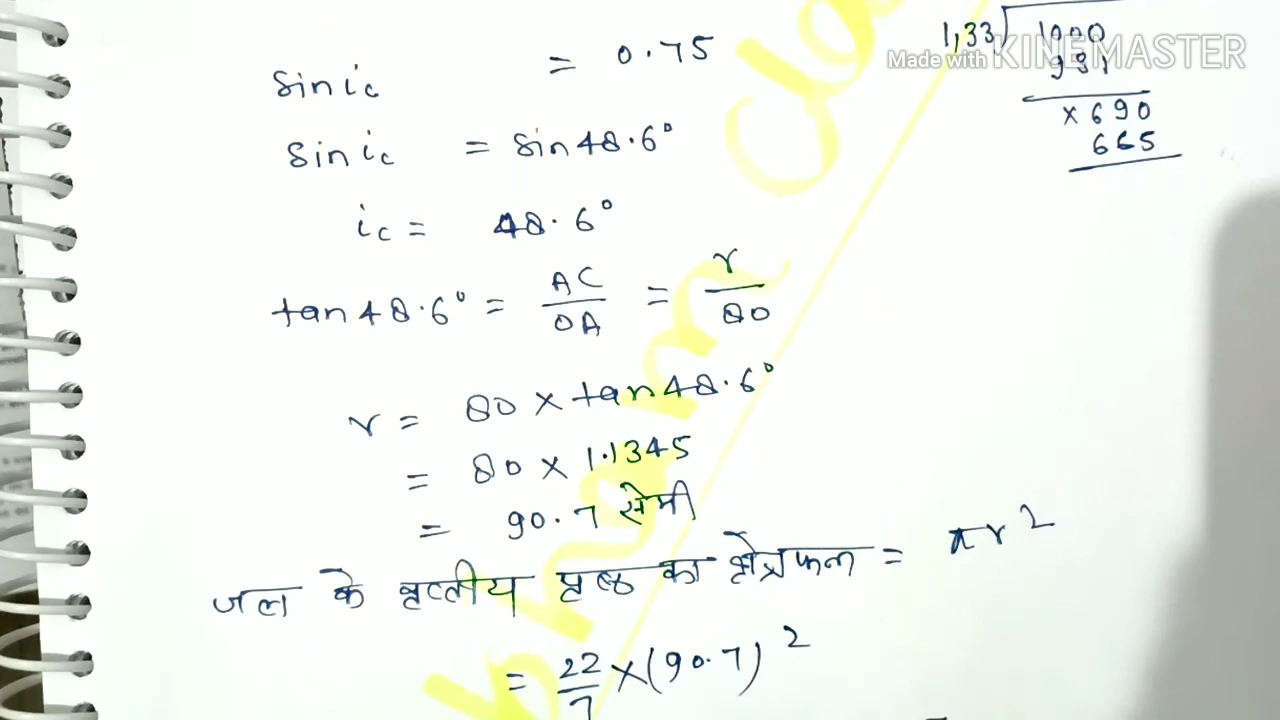 sin ic = 0.75
1,33) 1000
Made with KINEMASTER
931
× 690
665
sin ic = sin 48.6°
ic = 48.6°
tan 48.6° = AC/OA = r/80
r = 80 × tan 48.6°
= 80 × 1.1345
= 90.7 सेमी
जल के वृत्तीय पृष्ठ का क्षेत्रफल = πr²
= 22/7 × (90.7)²